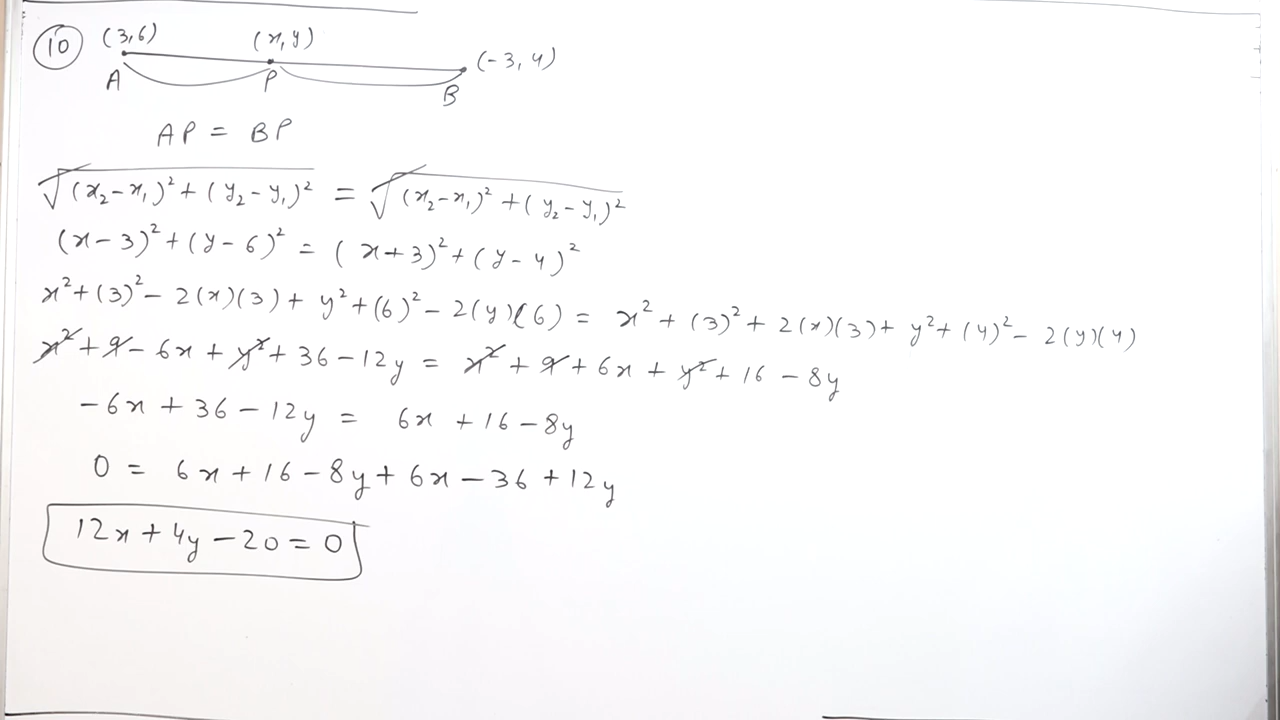 10 (3,6) (x,y) (-3,4)
A P B
AP = BP
√(x₂-x₁)² + (y₂-y₁)² = √(x₂-x₁)² + (y₂-y₁)²
(x-3)² + (y-6)² = (x+3)² + (y-4)²
x² + (3)² - 2(x)(3) + y² + (6)² - 2(y)(6) = x² + (3)² + 2(x)(3) + y² + (4)² - 2(y)(4)
x² + 9 - 6x + y² + 36 - 12y = x² + 9 + 6x + y² + 16 - 8y
-6x + 36 - 12y = 6x + 16 - 8y
0 = 6x + 16 - 8y + 6x - 36 + 12y
12x + 4y - 20 = 0